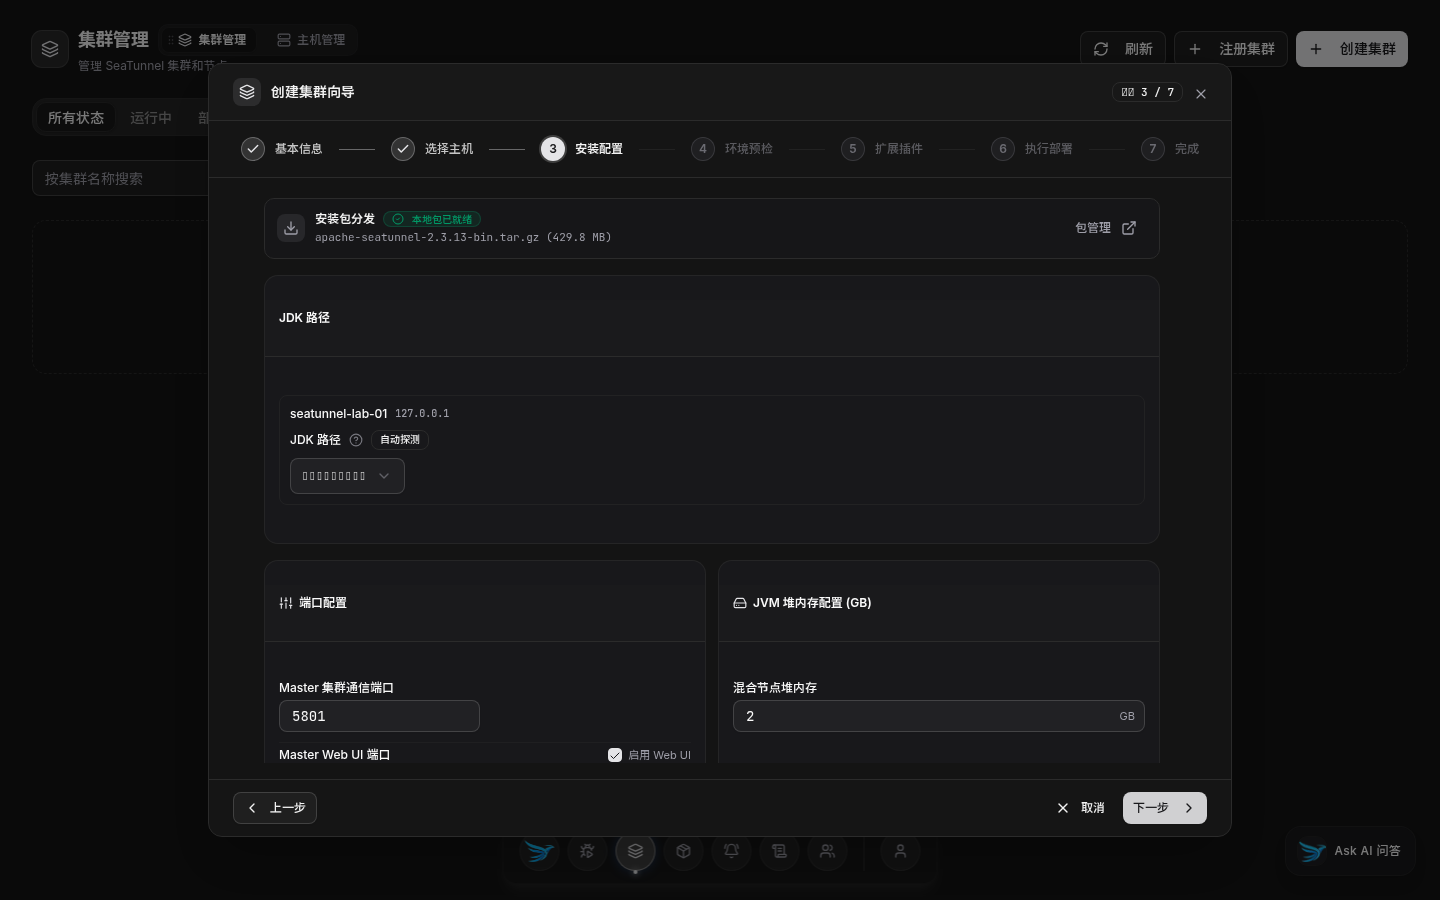 集群管理
集群管理
主机管理
管理 SeaTunnel 集群和节点
刷新
注册集群
创建集群
所有状态
运行中
部
按集群名称搜索
创建集群向导
3 / 7
基本信息
选择主机
3 安装配置
4 环境预检
5 扩展插件
6 执行部署
7 完成
安装包分发
本地包已就绪
apache-seatunnel-2.3.13-bin.tar.gz (429.8 MB)
包管理
JDK 路径
seatunnel-lab-01 127.0.0.1
JDK 路径
自动探测
端口配置
JVM 堆内存配置 (GB)
Master 集群通信端口
5801
混合节点堆内存
2 GB
Master Web UI 端口
启用 Web UI
上一步
取消
下一步
Ask AI 问答